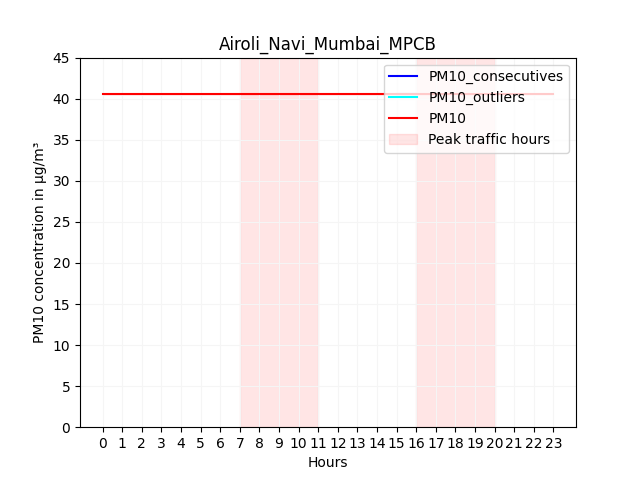 Airoli_Navi_Mumbai_MPCB
PM10 concentration in µg/m³
45
40
35
30
25
20
15
10
5
0
PM10_consecutives
PM10_outliers
PM10
Peak traffic hours
0 1 2 3 4 5 6 7 8 9 10 11 12 13 14 15 16 17 18 19 20 21 22 23
Hours